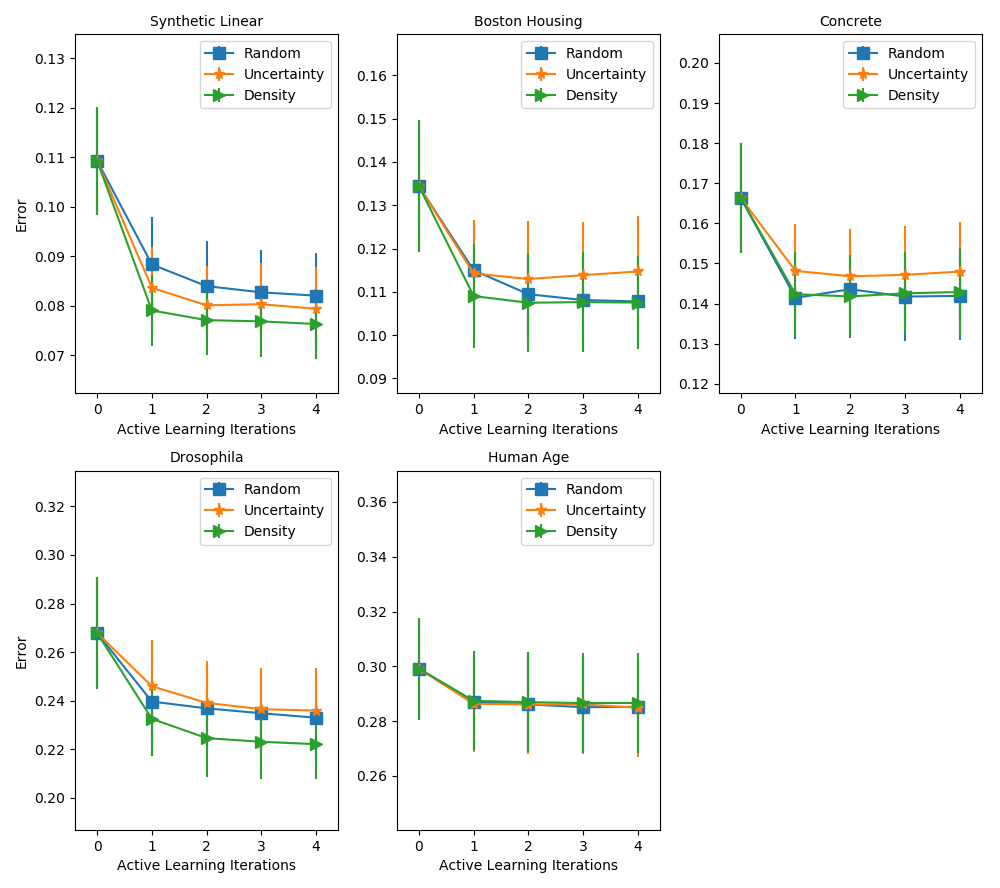 Synthetic Linear
Error
0.13
0.12
0.11
0.10
0.09
0.08
0.07
Random
Uncertainty
Density
0 1 2 3 4
Active Learning Iterations
Boston Housing
0.16
0.15
0.14
0.13
0.12
0.11
0.10
0.09
Random
Uncertainty
Density
0 1 2 3 4
Active Learning Iterations
Concrete
0.20
0.19
0.18
0.17
0.16
0.15
0.14
0.13
0.12
Random
Uncertainty
Density
0 1 2 3 4
Active Learning Iterations
Drosophila
Error
0.32
0.30
0.28
0.26
0.24
0.22
0.20
Random
Uncertainty
Density
0 1 2 3 4
Active Learning Iterations
Human Age
0.36
0.34
0.32
0.30
0.28
0.26
Random
Uncertainty
Density
0 1 2 3 4
Active Learning Iterations